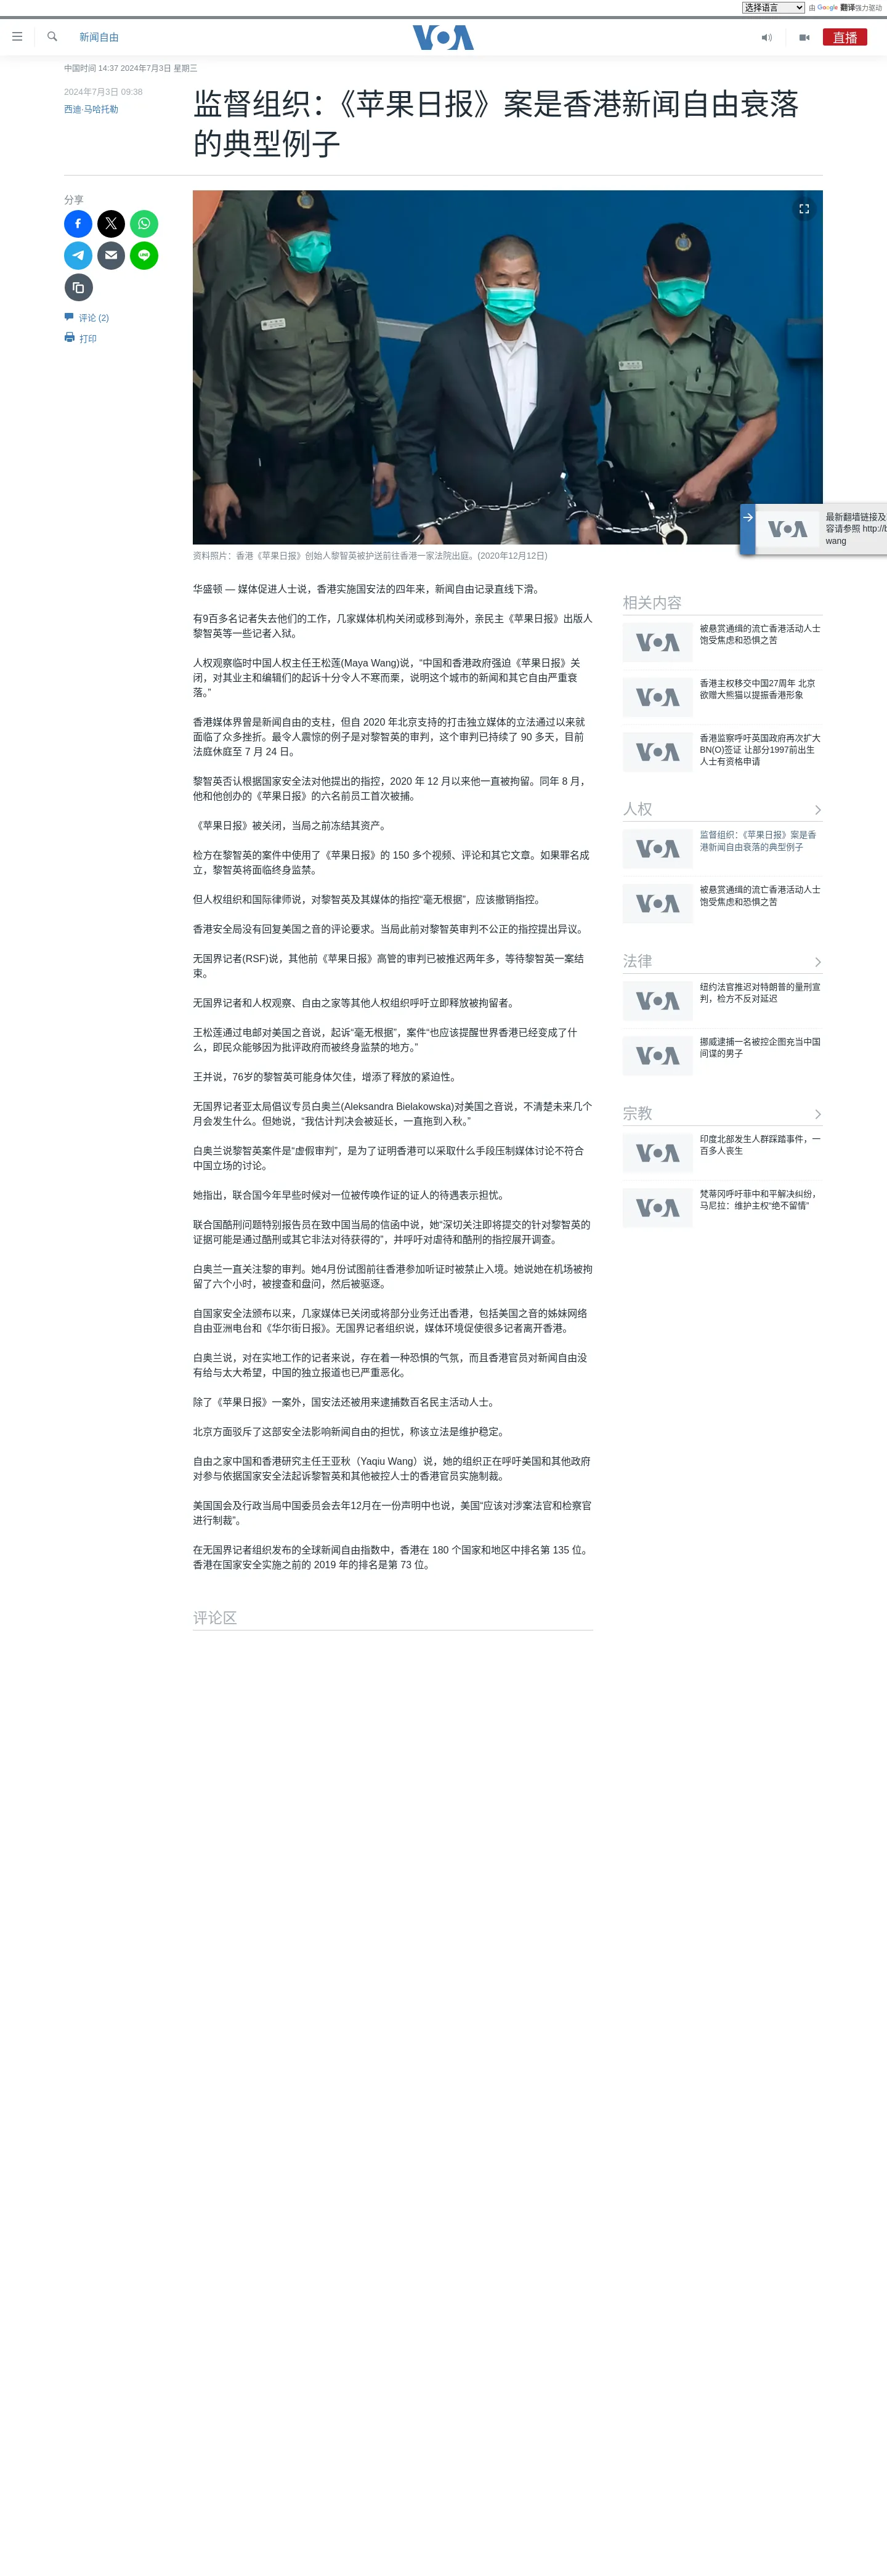 选择语言
由 Google 翻译强力驱动
新闻自由
VOA
直播
中国时间 14:37 2024年7月3日 星期三
2024年7月3日 09:38
西迪·马哈托勒
监督组织：《苹果日报》案是香港新闻自由衰落
的典型例子
分享
评论 (2)
打印
最新翻墙链接及
容请参照 http://b
wang
VOA
资料照片：香港《苹果日报》创始人黎智英被护送前往香港一家法院出庭。(2020年12月12日)
华盛顿 — 媒体促进人士说，香港实施国安法的四年来，新闻自由记录直线下滑。
有9百多名记者失去他们的工作，几家媒体机构关闭或移到海外，亲民主《苹果日报》出版人
黎智英等一些记者入狱。
人权观察临时中国人权主任王松莲(Maya Wang)说，“中国和香港政府强迫《苹果日报》关
闭，对其业主和编辑们的起诉十分令人不寒而栗，说明这个城市的新闻和其它自由严重衰
落。”
香港媒体界曾是新闻自由的支柱，但自 2020 年北京支持的打击独立媒体的立法通过以来就
面临了众多挫折。最令人震惊的例子是对黎智英的审判，这个审判已持续了 90 多天，目前
法庭休庭至 7 月 24 日。
黎智英否认根据国家安全法对他提出的指控，2020 年 12 月以来他一直被拘留。同年 8 月，
他和他创办的《苹果日报》的六名前员工首次被捕。
《苹果日报》被关闭，当局之前冻结其资产。
检方在黎智英的案件中使用了《苹果日报》的 150 多个视频、评论和其它文章。如果罪名成
立，黎智英将面临终身监禁。
但人权组织和国际律师说，对黎智英及其媒体的指控“毫无根据”，应该撤销指控。
香港安全局没有回复美国之音的评论要求。当局此前对黎智英审判不公正的指控提出异议。
无国界记者(RSF)说，其他前《苹果日报》高管的审判已被推迟两年多，等待黎智英一案结
束。
无国界记者和人权观察、自由之家等其他人权组织呼吁立即释放被拘留者。
王松莲通过电邮对美国之音说，起诉“毫无根据”，案件“也应该提醒世界香港已经变成了什
么，即民众能够因为批评政府而被终身监禁的地方。”
王并说，76岁的黎智英可能身体欠佳，增添了释放的紧迫性。
无国界记者亚太局倡议专员白奥兰(Aleksandra Bielakowska)对美国之音说，不清楚未来几个
月会发生什么。但她说，“我估计判决会被延长，一直拖到入秋。”
白奥兰说黎智英案件是“虚假审判”，是为了证明香港可以采取什么手段压制媒体讨论不符合
中国立场的讨论。
她指出，联合国今年早些时候对一位被传唤作证的证人的待遇表示担忧。
联合国酷刑问题特别报告员在致中国当局的信函中说，她“深切关注即将提交的针对黎智英的
证据可能是通过酷刑或其它非法对待获得的”，并呼吁对虐待和酷刑的指控展开调查。
白奥兰一直关注黎的审判。她4月份试图前往香港参加听证时被禁止入境。她说她在机场被拘
留了六个小时，被搜查和盘问，然后被驱逐。
自国家安全法颁布以来，几家媒体已关闭或将部分业务迁出香港，包括美国之音的姊妹网络
自由亚洲电台和《华尔街日报》。无国界记者组织说，媒体环境促使很多记者离开香港。
白奥兰说，对在实地工作的记者来说，存在着一种恐惧的气氛，而且香港官员对新闻自由没
有给与太大希望，中国的独立报道也已严重恶化。
除了《苹果日报》一案外，国安法还被用来逮捕数百名民主活动人士。
北京方面驳斥了这部安全法影响新闻自由的担忧，称该立法是维护稳定。
自由之家中国和香港研究主任王亚秋（Yaqiu Wang）说，她的组织正在呼吁美国和其他政府
对参与依据国家安全法起诉黎智英和其他被控人士的香港官员实施制裁。
美国国会及行政当局中国委员会去年12月在一份声明中也说，美国“应该对涉案法官和检察官
进行制裁”。
在无国界记者组织发布的全球新闻自由指数中，香港在 180 个国家和地区中排名第 135 位。
香港在国家安全实施之前的 2019 年的排名是第 73 位。
评论区
相关内容
VOA
被悬赏通缉的流亡香港活动人士
饱受焦虑和恐惧之苦
VOA
香港主权移交中国27周年 北京
欲赠大熊猫以提振香港形象
VOA
香港监察呼吁英国政府再次扩大
BN(O)签证 让部分1997前出生
人士有资格申请
人权
VOA
监督组织：《苹果日报》案是香
港新闻自由衰落的典型例子
VOA
被悬赏通缉的流亡香港活动人士
饱受焦虑和恐惧之苦
法律
VOA
纽约法官推迟对特朗普的量刑宣
判，检方不反对延迟
VOA
挪威逮捕一名被控企图充当中国
间谍的男子
宗教
VOA
印度北部发生人群踩踏事件，一
百多人丧生
VOA
梵蒂冈呼吁菲中和平解决纠纷，
马尼拉：维护主权“绝不留情”